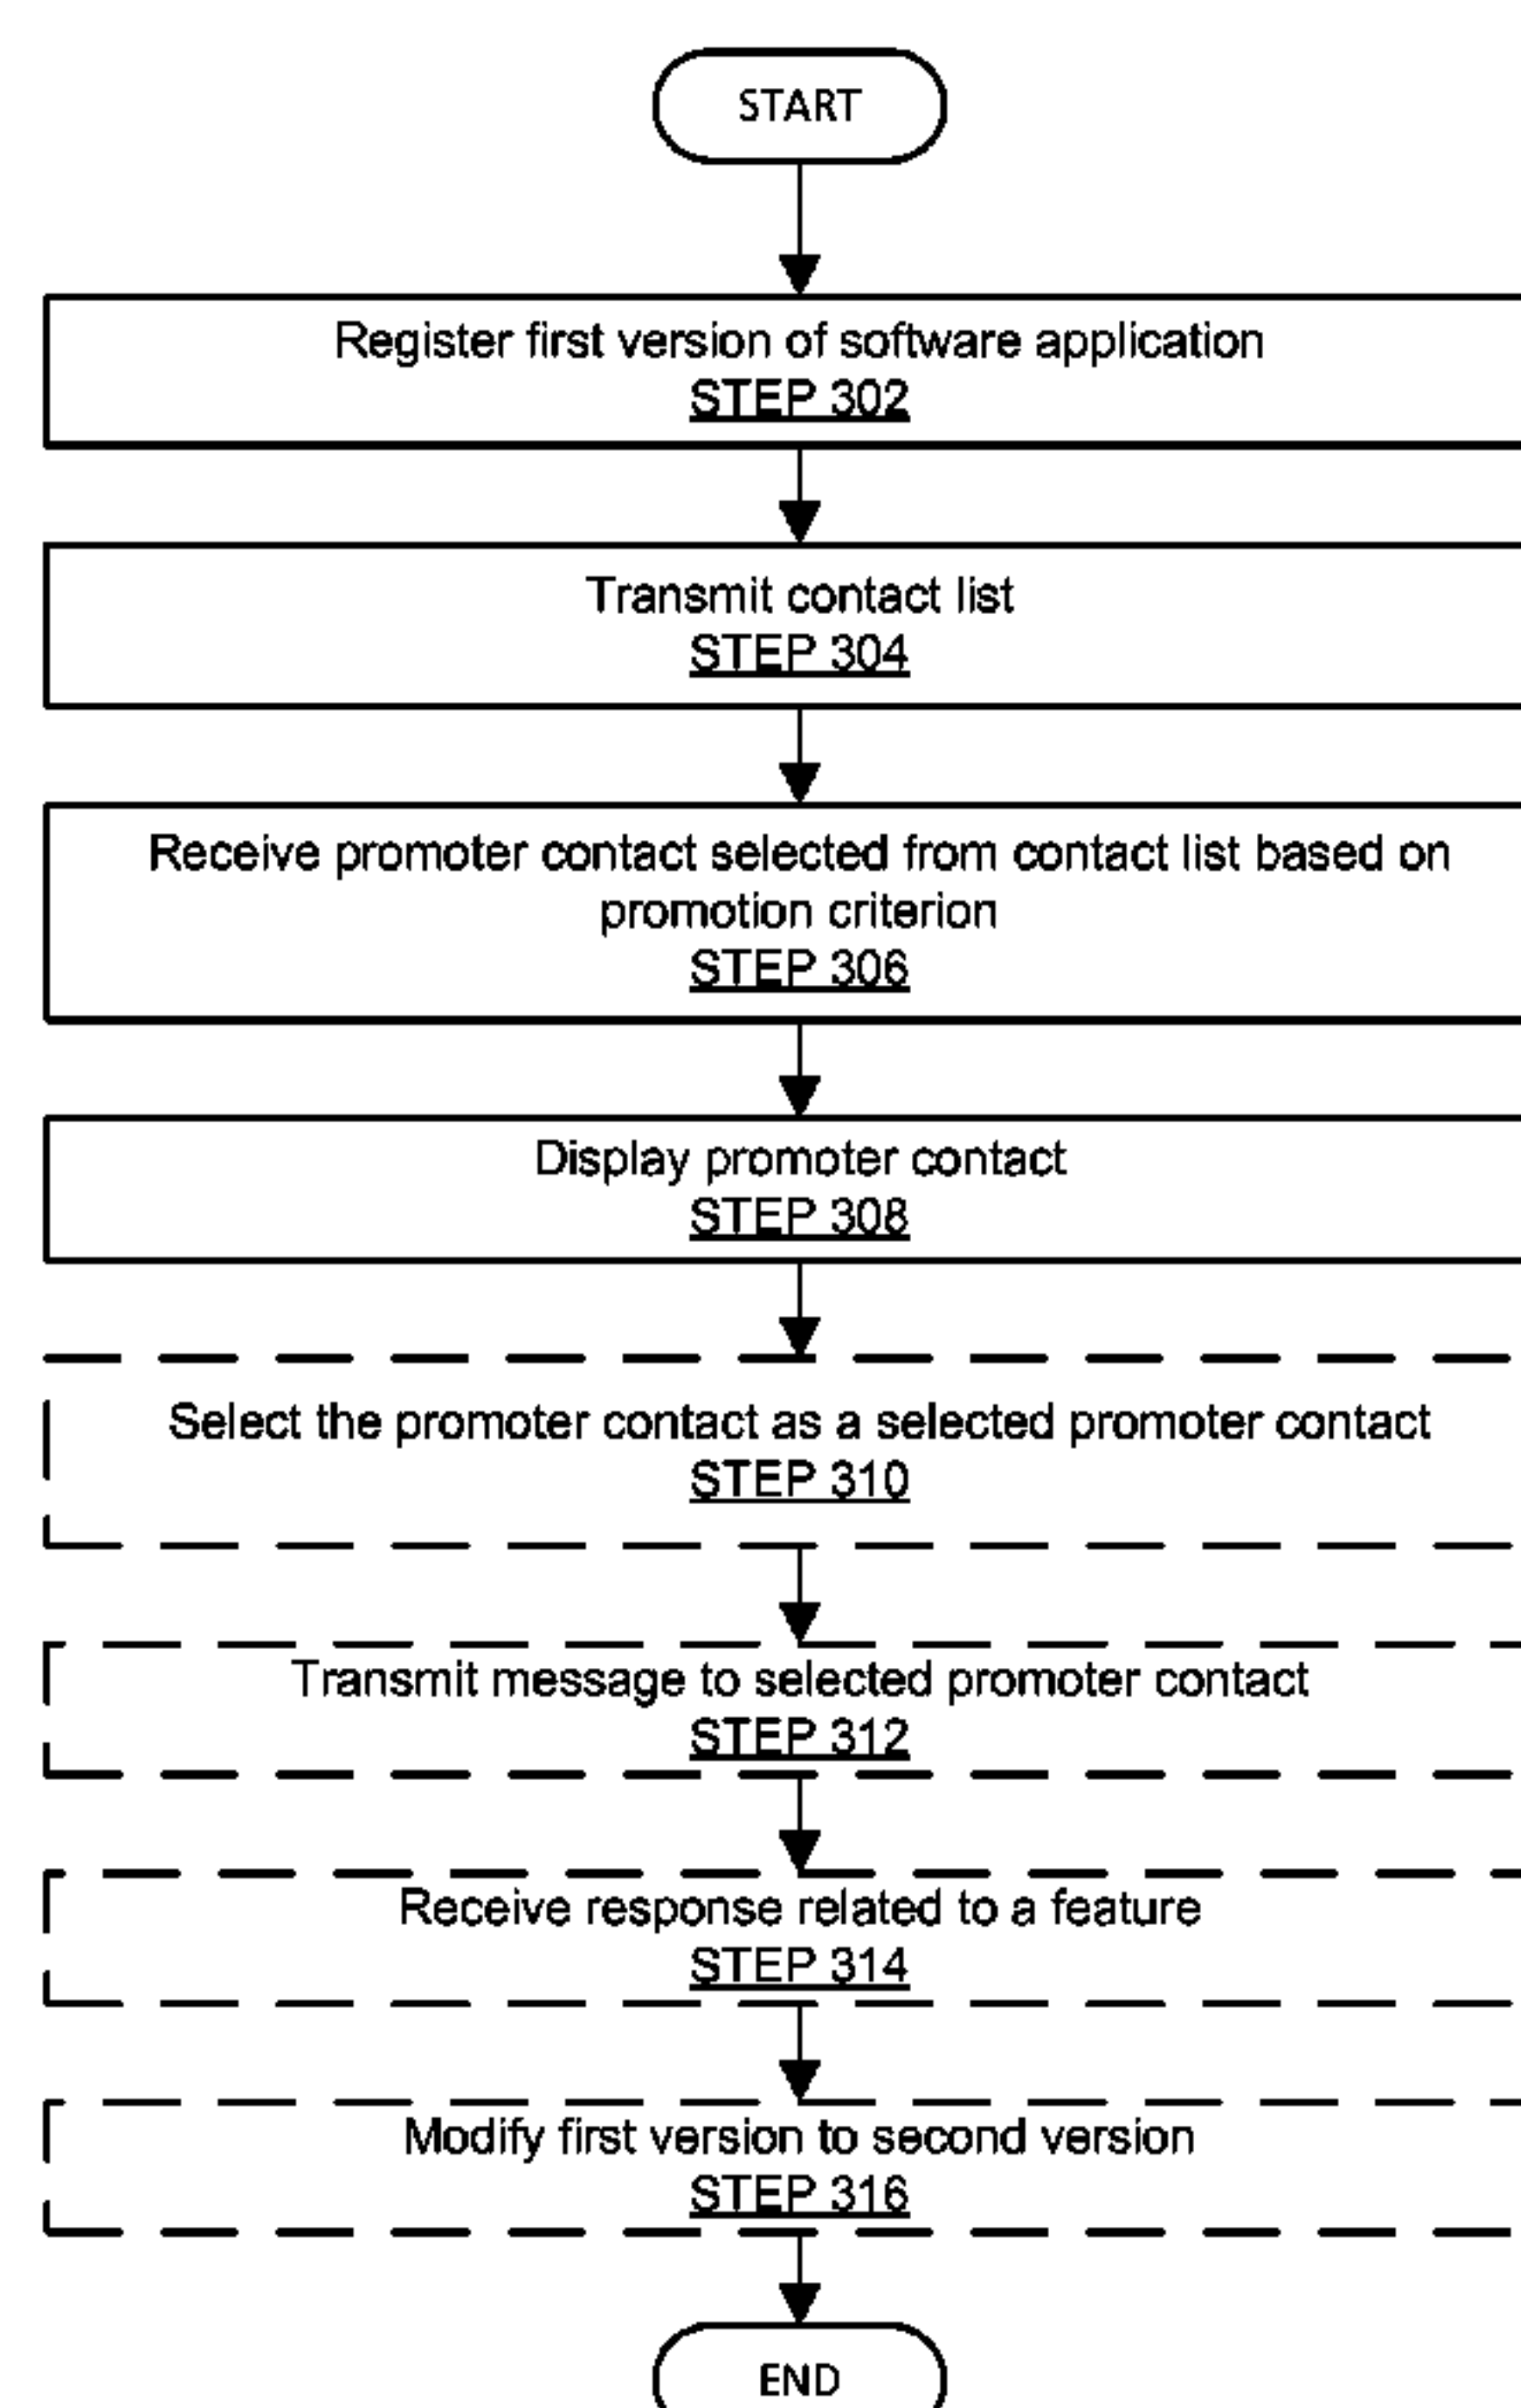 START
Register first version of software application
STEP 302
Transmit contact list
STEP 304
Receive promoter contact selected from contact list based on
promotion criterion
STEP 306
Display promoter contact
STEP 308
Select the promoter contact as a selected promoter contact
STEP 310
Transmit message to selected promoter contact
STEP 312
Receive response related to a feature
STEP 314
Modify first version to second version
STEP 316
END